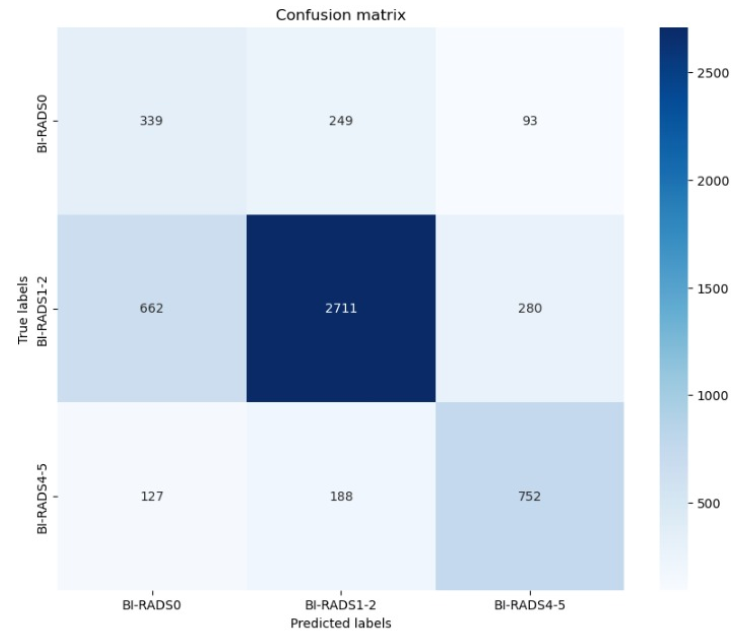 Confusion matrix
BI-RADS0
339
249
93
2500
2000
True labels
BI-RADS1-2
662
2711
280
1500
1000
BI-RADS4-5
127
188
752
500
BI-RADS0
BI-RADS1-2
BI-RADS4-5
Predicted labels